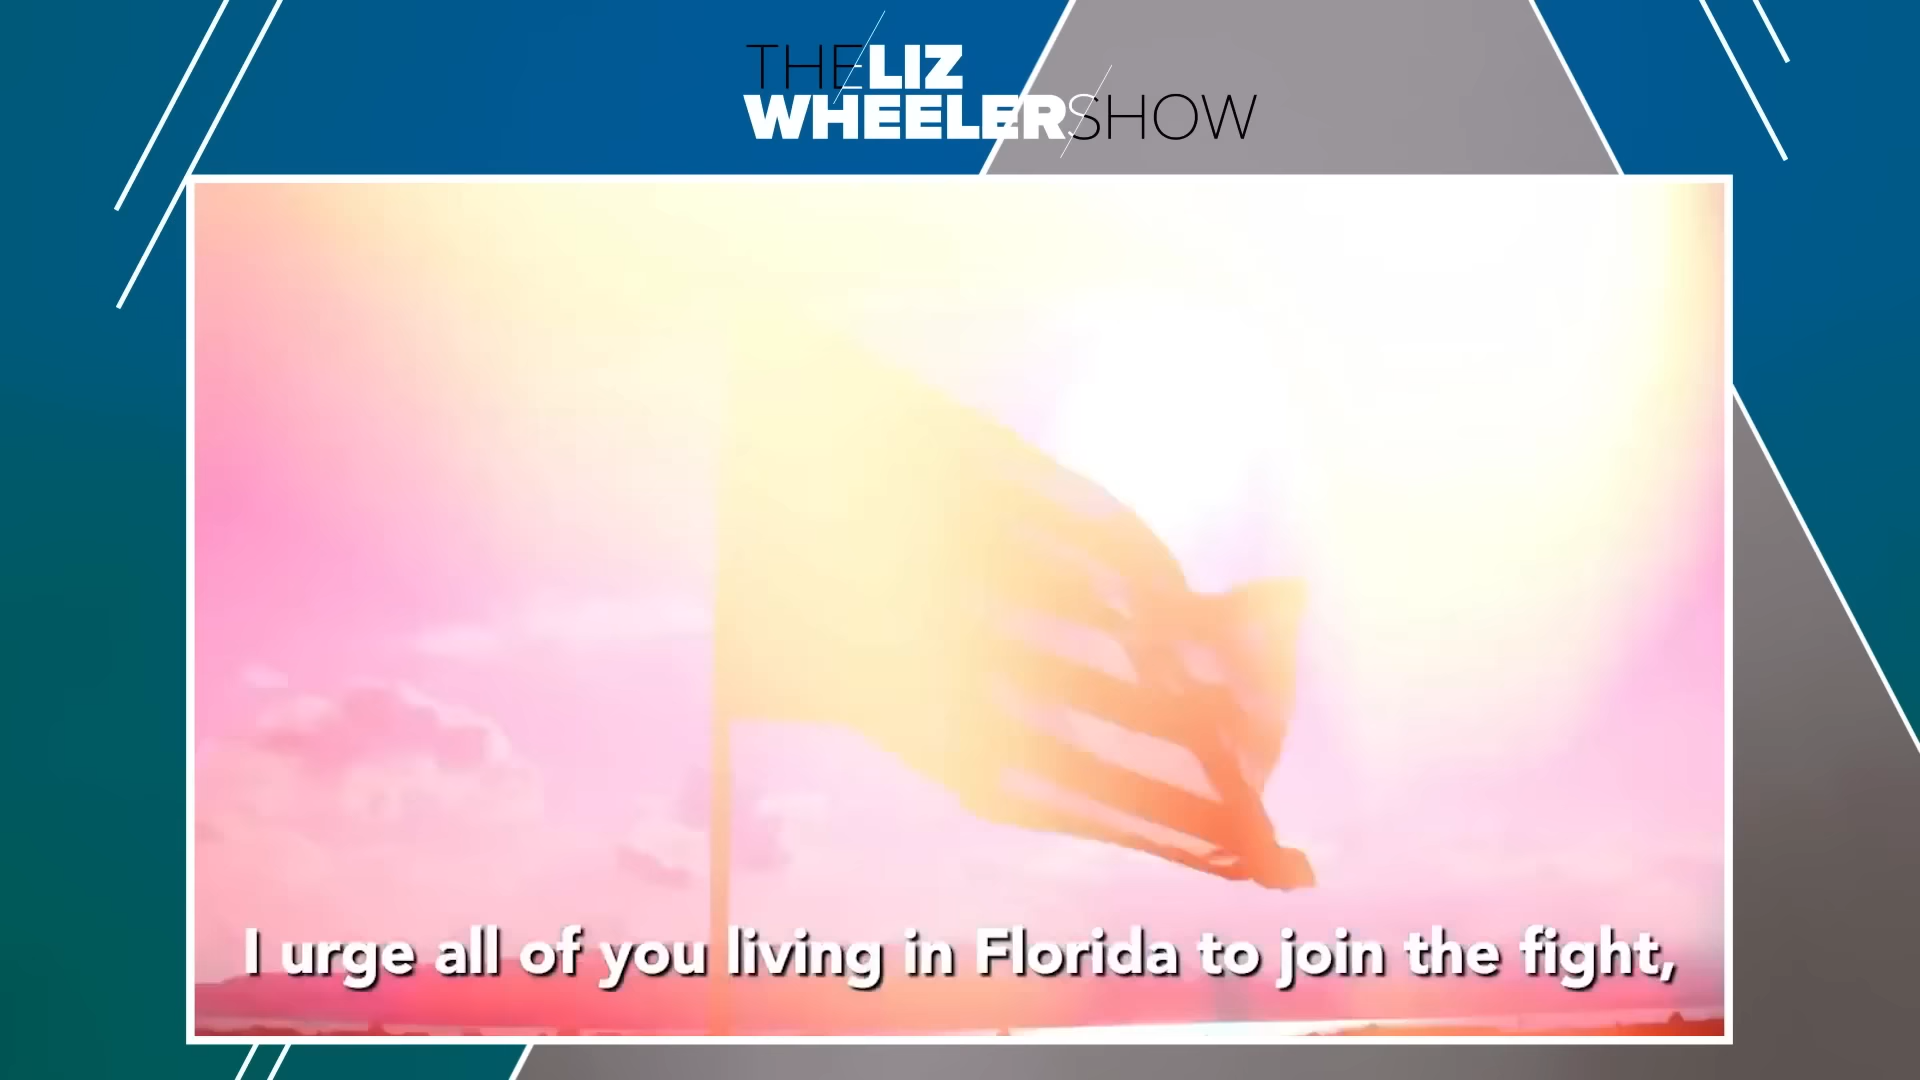 THE LIZ
WHEELER SHOW
I urge all of you living in Florida to join the fight,